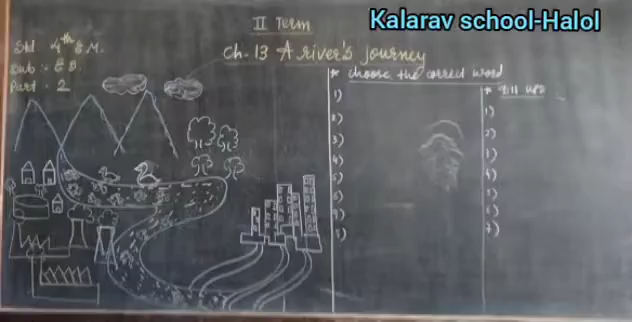 Kalarav school-Halol
II Term
Std 4th E.M.
Ch. 13 A river's journey
Sub :- E.S.
Part - 2
* choose the correct word
* Fill ups
1)
2)
3)
4)
5)
6)
7)
8)
1)
2)
3)
4)
5)
6)
7)